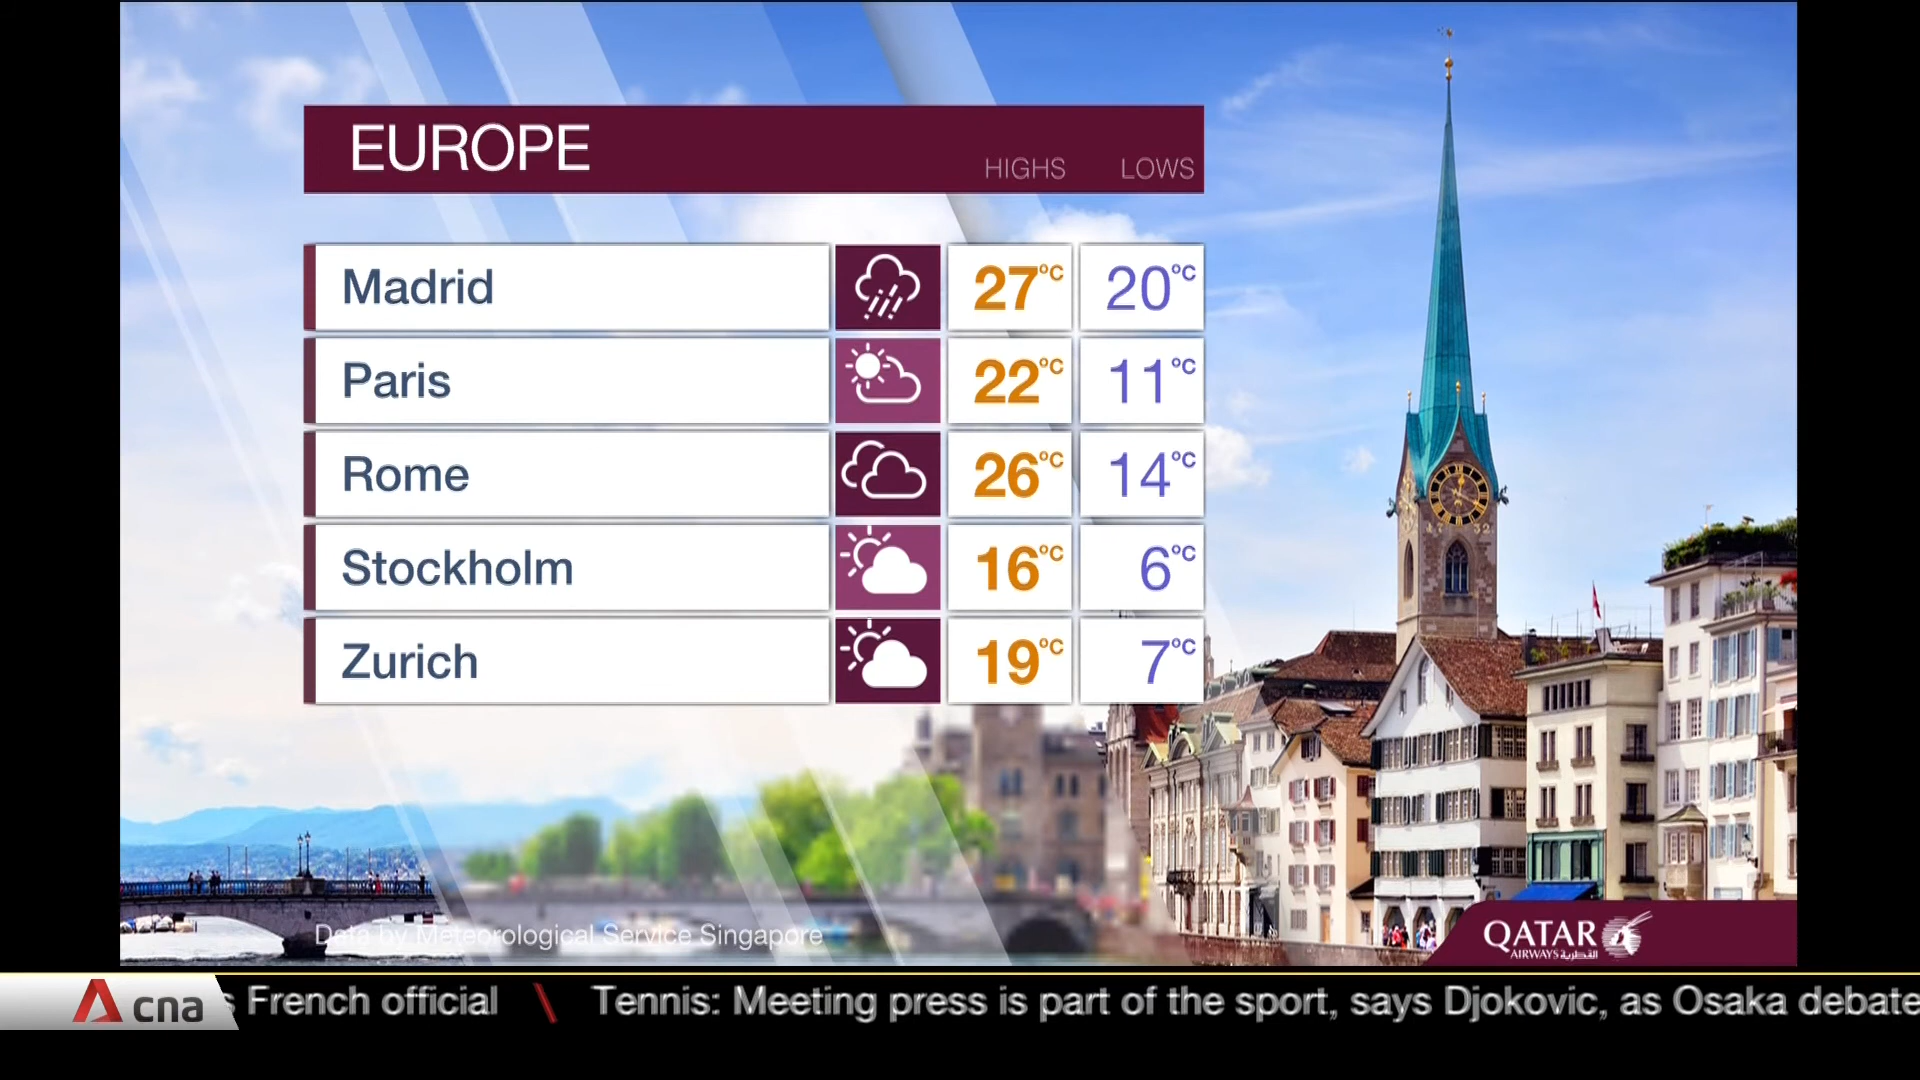 EUROPE
HIGHS LOWS
Madrid 27°C 20°C
Paris 22°C 11°C
Rome 26°C 14°C
Stockholm 16°C 6°C
Zurich 19°C 7°C
Data by Meteorological Service Singapore
QATAR
AIRWAYS القطرية
cna s French official \ Tennis: Meeting press is part of the sport, says Djokovic, as Osaka debate